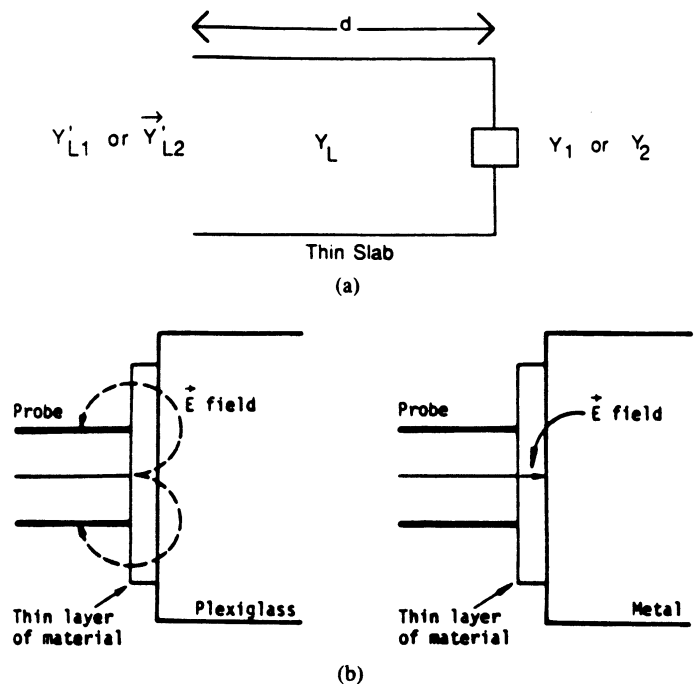 d
Y'L1 or Y'L2
YL
Y1 or Y2
Thin Slab
(a)
Probe
E field
Thin layer
of material
Plexiglass
Probe
E field
Thin layer
of material
Metal
(b)